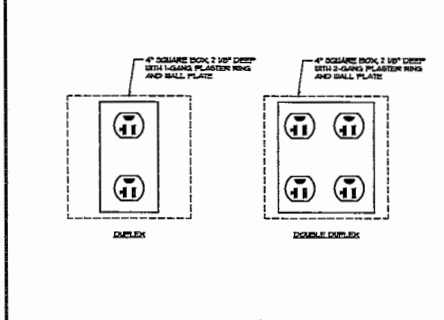 4" SQUARE BOX, 2 1/8" DEEP
WITH 1-GANG PLASTER RING
AND WALL PLATE
4" SQUARE BOX, 2 1/8" DEEP
WITH 2-GANG PLASTER RING
AND WALL PLATE
DUPLEX
DOUBLE DUPLEX